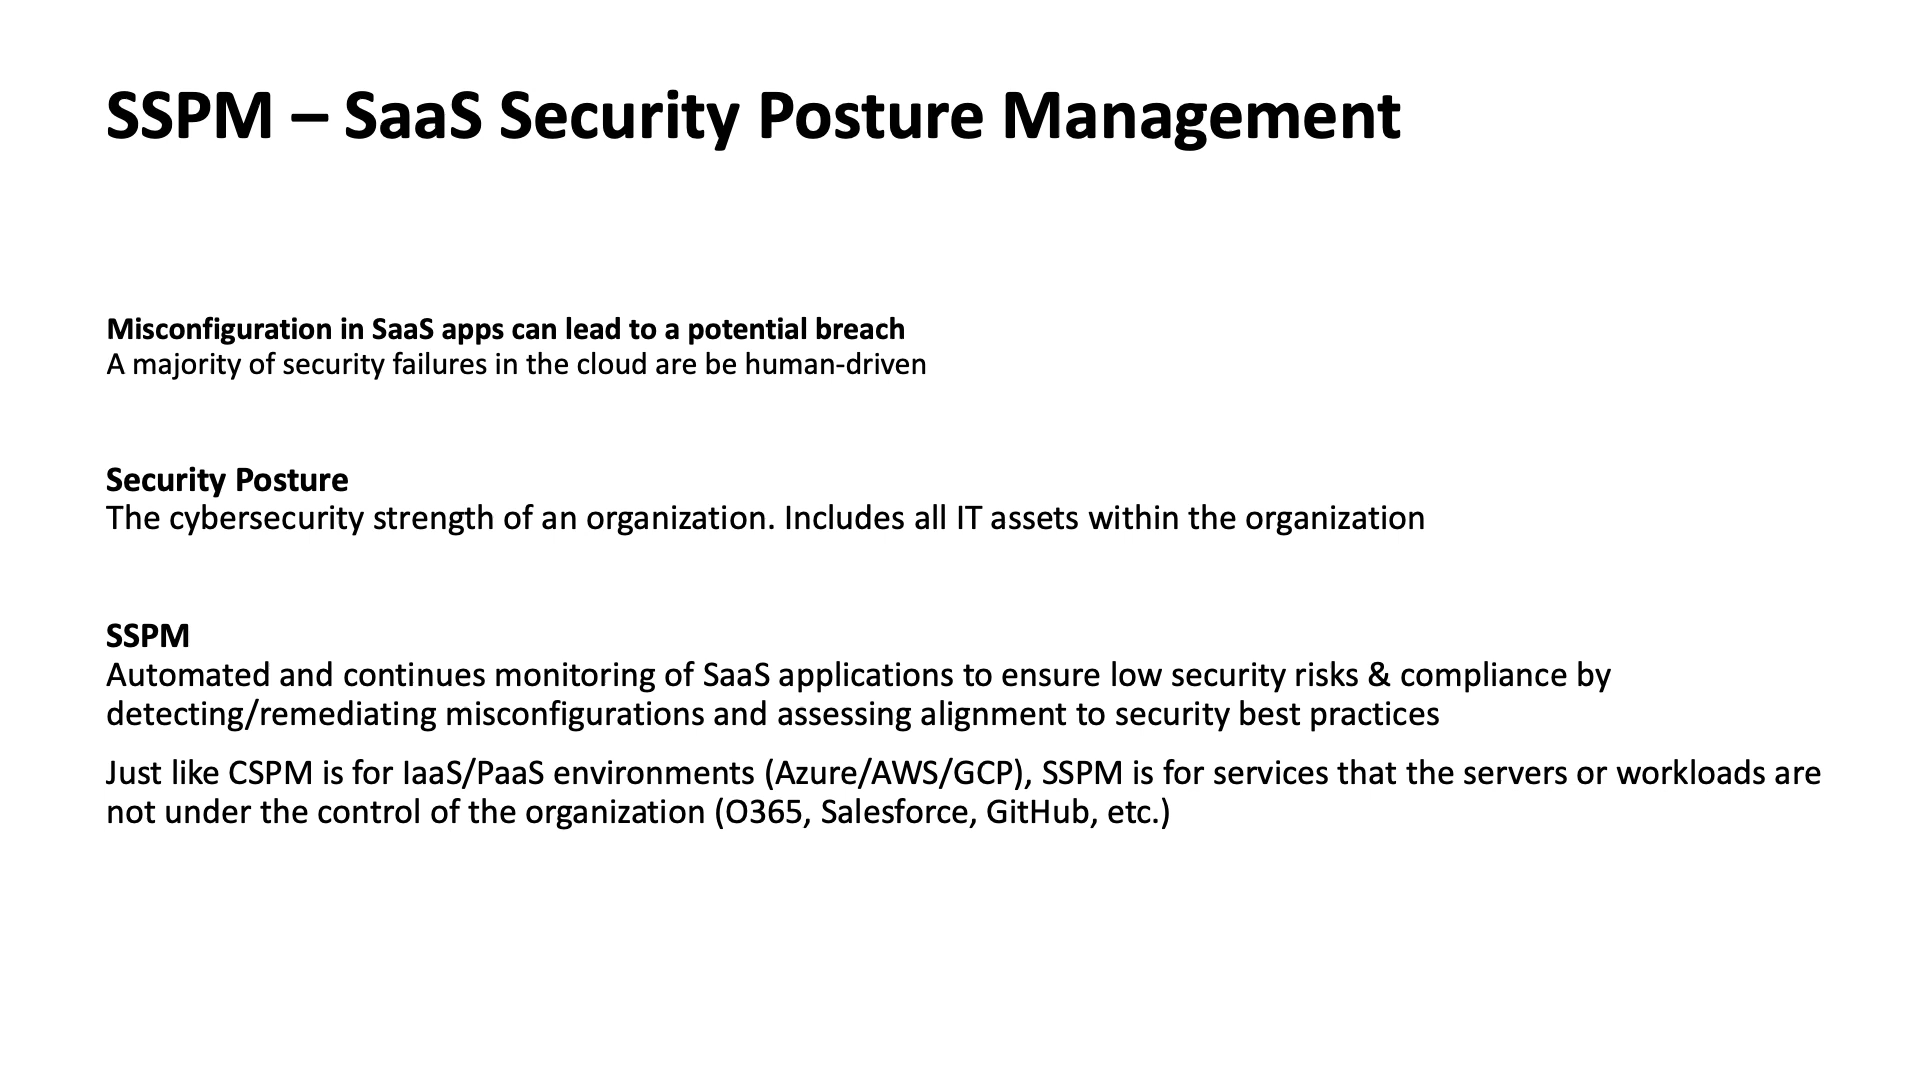 SSPM – SaaS Security Posture Management
Misconfiguration in SaaS apps can lead to a potential breach
A majority of security failures in the cloud are be human-driven
Security Posture
The cybersecurity strength of an organization. Includes all IT assets within the organization
SSPM
Automated and continues monitoring of SaaS applications to ensure low security risks & compliance by
detecting/remediating misconfigurations and assessing alignment to security best practices
Just like CSPM is for IaaS/PaaS environments (Azure/AWS/GCP), SSPM is for services that the servers or workloads are
not under the control of the organization (O365, Salesforce, GitHub, etc.)